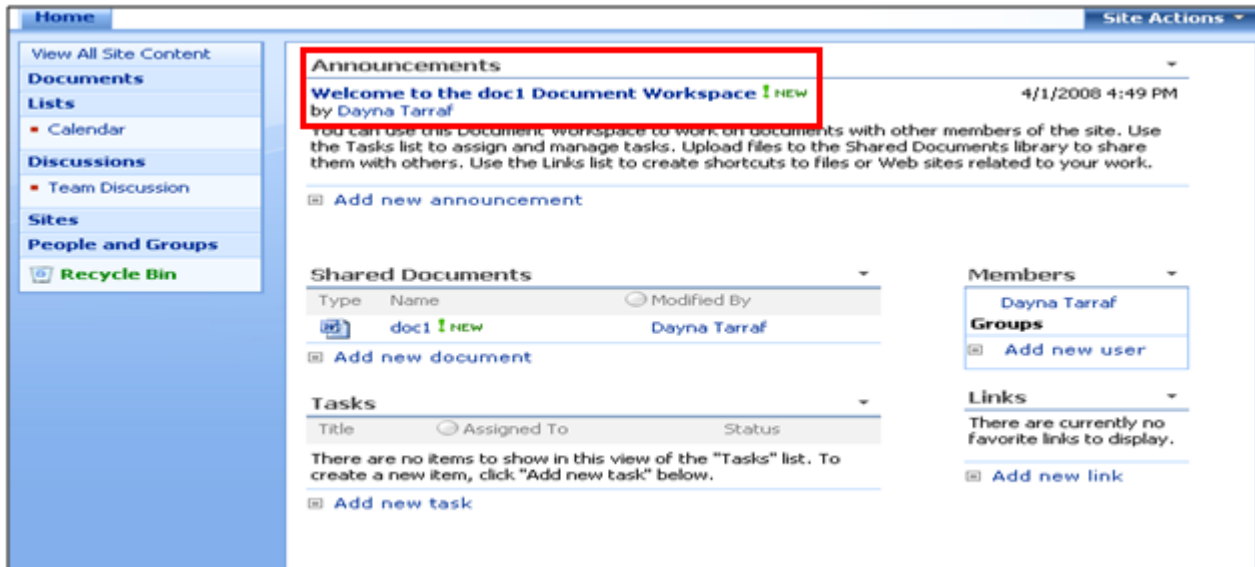 Home
Site Actions
View All Site Content
Documents
Lists
Calendar
Discussions
Team Discussion
Sites
People and Groups
Recycle Bin
Announcements
Welcome to the doc1 Document Workspace ! NEW
4/1/2008 4:49 PM
by Dayna Tarraf
You can use this Document Workspace to work on documents with other members of the site. Use
the Tasks list to assign and manage tasks. Upload files to the Shared Documents library to share
them with others. Use the Links list to create shortcuts to files or Web sites related to your work.
Add new announcement
Shared Documents
Type Name Modified By
doc1 ! NEW Dayna Tarraf
Add new document
Tasks
Title Assigned To Status
There are no items to show in this view of the "Tasks" list. To
create a new item, click "Add new task" below.
Add new task
Members
Dayna Tarraf
Groups
Add new user
Links
There are currently no
favorite links to display.
Add new link